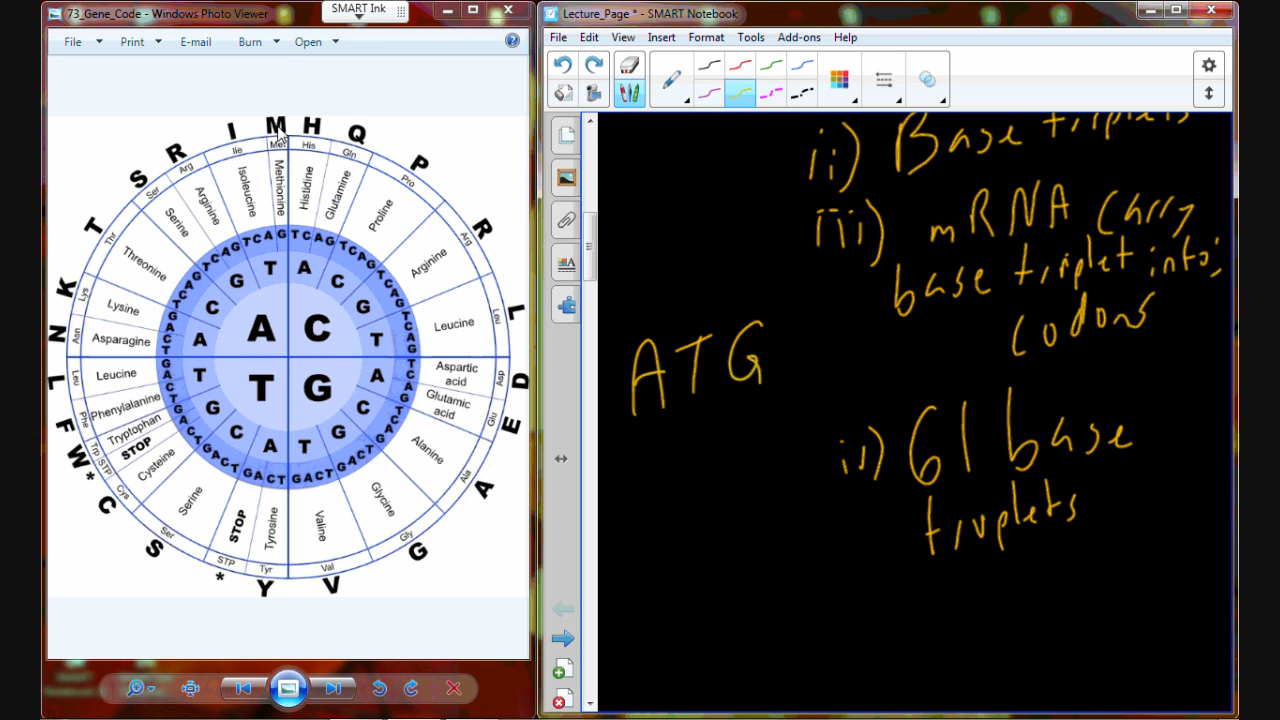 73_Gene_Code - Windows Photo Viewer
SMART Ink
File Print E-mail Burn Open
M H Q P R L D E A G V Y * S C * W F L N K T S R I
Met His Gln Pro Arg Leu Asp Glu Ala Gly Val Tyr STP Ser Cys STP Trp Phe Leu Asn Lys Thr Ser Arg Ile
Methionine
Histidine
Glutamine
Proline
Arginine
Leucine
Aspartic
acid
Glutamic
acid
Alanine
Glycine
Valine
Tyrosine
STOP
Serine
Cysteine
STOP
Tryptophan
Phenylalanine
Leucine
Asparagine
Lysine
Threonine
Serine
Arginine
Isoleucine
A C
T G
A C G T A C G T G A C T G A C T
Lecture_Page * - SMART Notebook
File Edit View Insert Format Tools Add-ons Help
ii) Base triplets
iii) mRNA carry
base triplet into;
codons
ATG
iv) 61 base
triplets